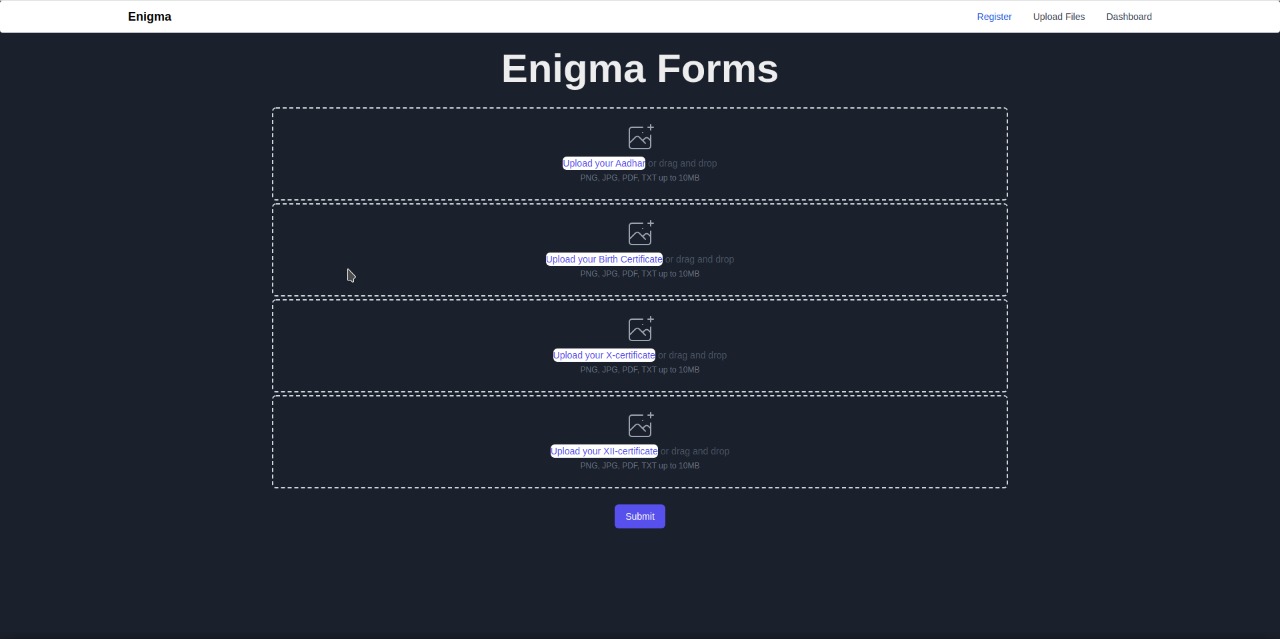 Enigma
Register Upload Files Dashboard
Enigma Forms
Upload your Aadhar or drag and drop
PNG, JPG, PDF, TXT up to 10MB
Upload your Birth Certificate or drag and drop
PNG, JPG, PDF, TXT up to 10MB
Upload your X-certificate or drag and drop
PNG, JPG, PDF, TXT up to 10MB
Upload your XII-certificate or drag and drop
PNG, JPG, PDF, TXT up to 10MB
Submit